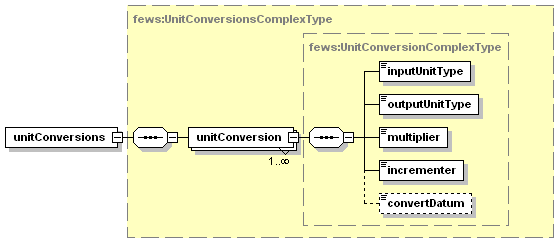 fews:UnitConversionsComplexType
fews:UnitConversionComplexType
inputUnitType
outputUnitType
unitConversions
unitConversion
multiplier
1..∞
incrementer
convertDatum